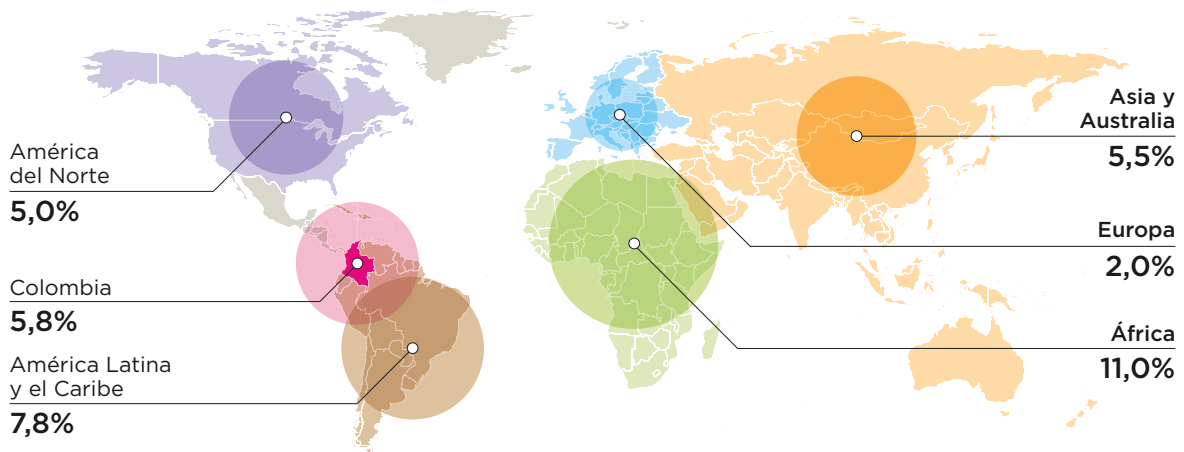 América
del Norte
5,0%
Colombia
5,8%
América Latina
y el Caribe
7,8%
Asia y
Australia
5,5%
Europa
2,0%
África
11,0%